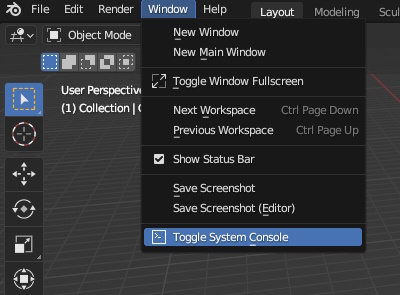 File Edit Render Window Help Layout Modeling Scul
Object Mode
New Window
New Main Window
Toggle Window Fullscreen
User Perspective
Next Workspace Ctrl Page Down
(1) Collection |
Previous Workspace Ctrl Page Up
Show Status Bar
Save Screenshot
Save Screenshot (Editor)
Toggle System Console